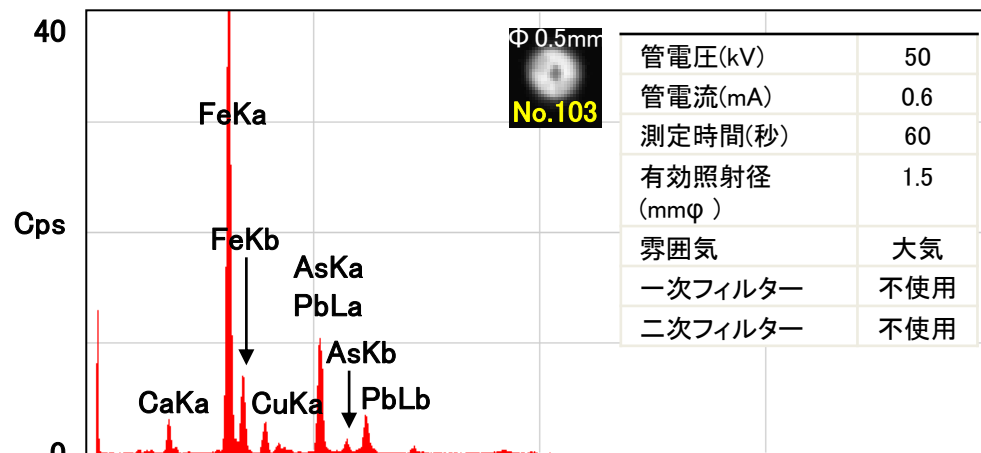 40
Φ 0.5mm
No.103
FeKa
Cps
FeKb
AsKa
PbLa
AsKb
CaKa
CuKa
PbLb
0
管電圧(kV) 50
管電流(mA) 0.6
測定時間(秒) 60
有効照射径 1.5
(mmφ )
雰囲気 大気
一次フィルター 不使用
二次フィルター 不使用